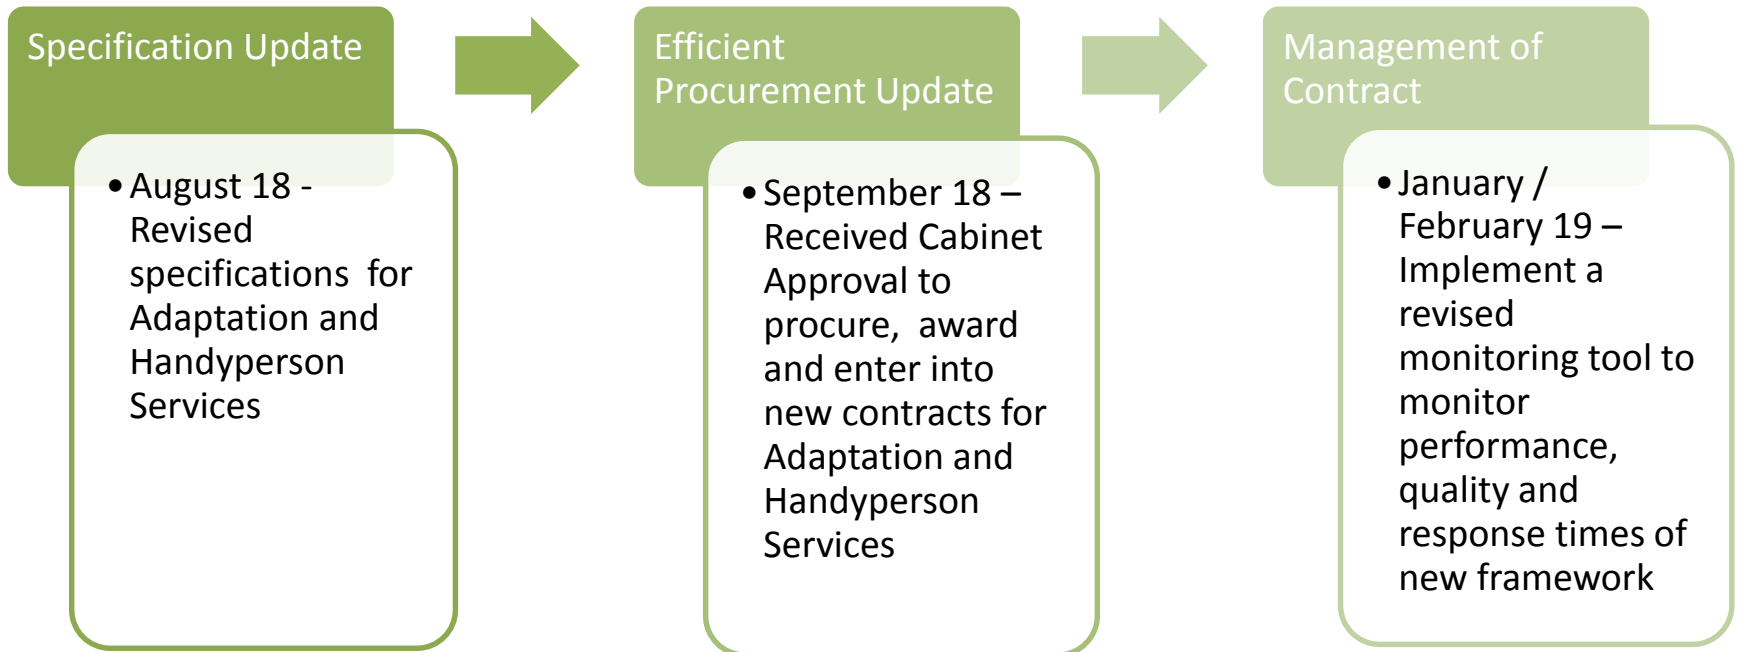 Specification Update
• August 18 -
Revised
specifications  for
Adaptation and
Handyperson
Services
Efficient
Procurement Update
• September 18 –
Received Cabinet
Approval to
procure,  award
and enter into
new contracts for
Adaptation and
Handyperson
Services
Management of
Contract
• January /
February 19 –
Implement a
revised
monitoring tool to
monitor
performance,
quality and
response times of
new framework